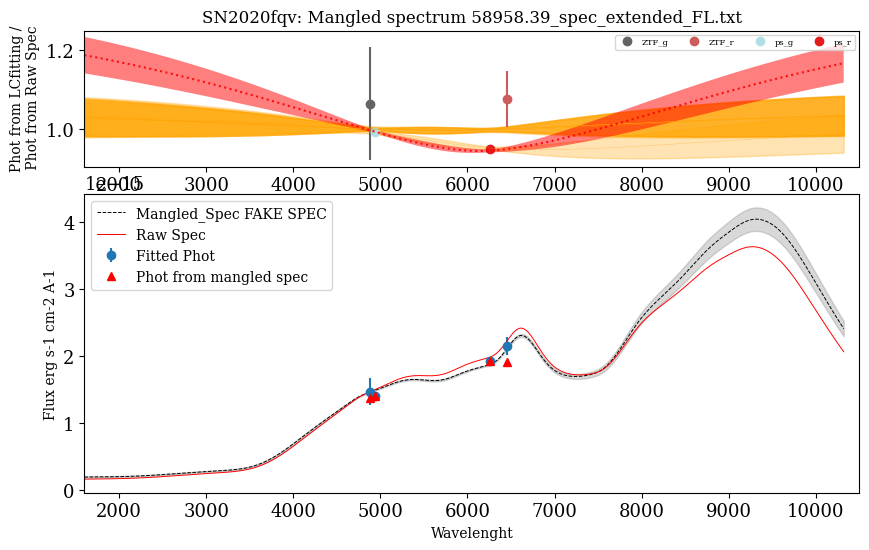 SN2020fqv: Mangled spectrum 58958.39_spec_extended_FL.txt
Phot from LCfitting /
Phot from Raw Spec
1.2
1.0
ZTF_g ZTF_r ps_g ps_r
2000 3000 4000 5000 6000 7000 8000 9000 10000
Mangled_Spec FAKE SPEC
Raw Spec
Fitted Phot
Phot from mangled spec
Flux erg s-1 cm-2 A-1
4
3
2
1
0
2000 3000 4000 5000 6000 7000 8000 9000 10000
Wavelenght